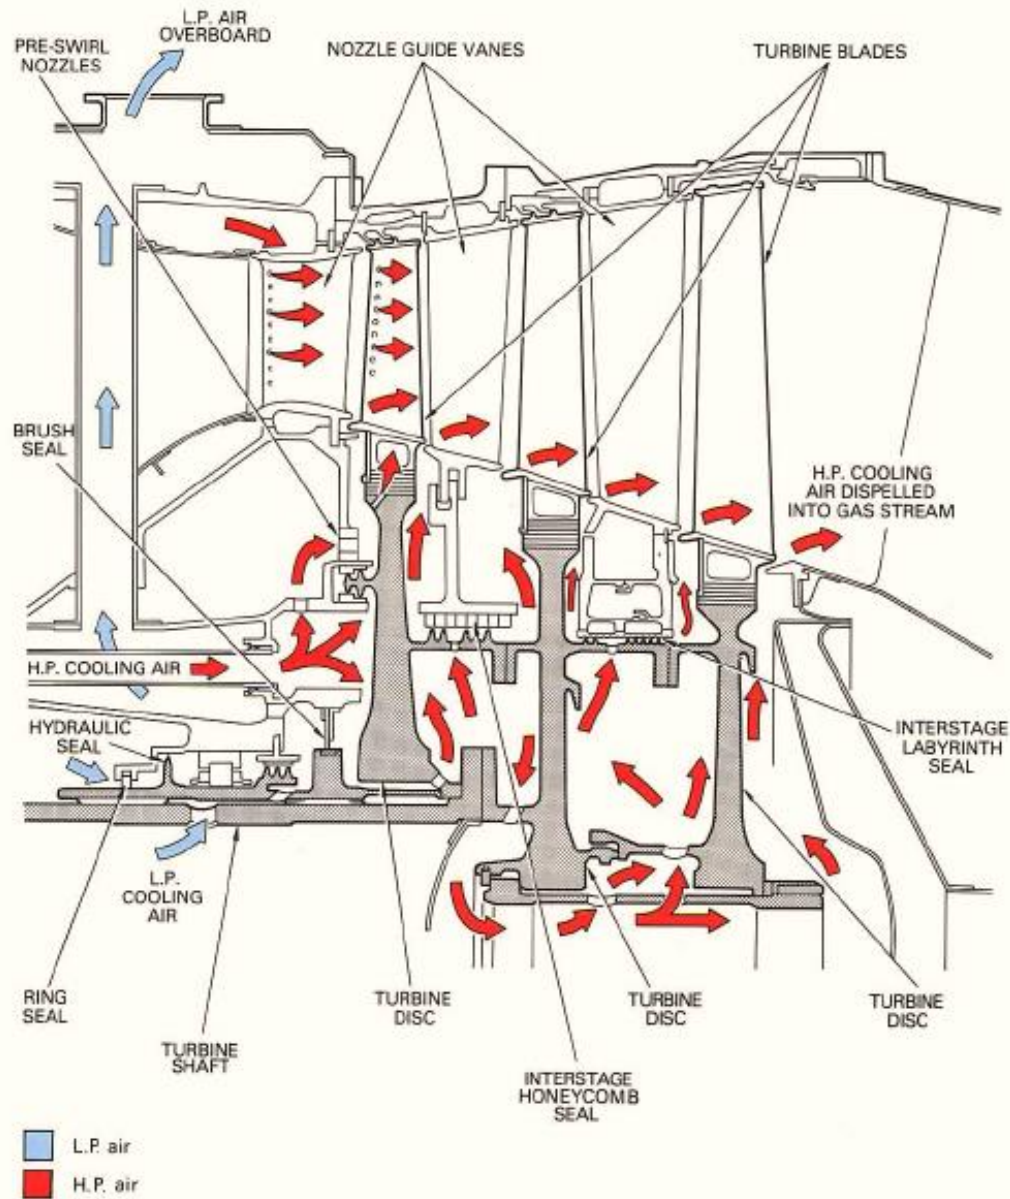 L.P. AIR
OVERBOARD
PRE-SWIRL
NOZZLES
NOZZLE GUIDE VANES
TURBINE BLADES
BRUSH
SEAL
H.P. COOLING
AIR DISPELLED
INTO GAS STREAM
H.P. COOLING AIR
HYDRAULIC
SEAL
INTERSTAGE
LABYRINTH
SEAL
L.P.
COOLING
AIR
RING
SEAL
TURBINE
SHAFT
TURBINE
DISC
INTERSTAGE
HONEYCOMB
SEAL
TURBINE
DISC
TURBINE
DISC
L.P. air
H.P. air